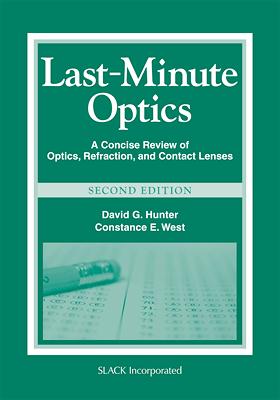 Last-Minute
Optics
A Concise Review of
Optics, Refraction, and Contact Lenses
SECOND EDITION
David G. Hunter
Constance E. West
SLACK Incorporated